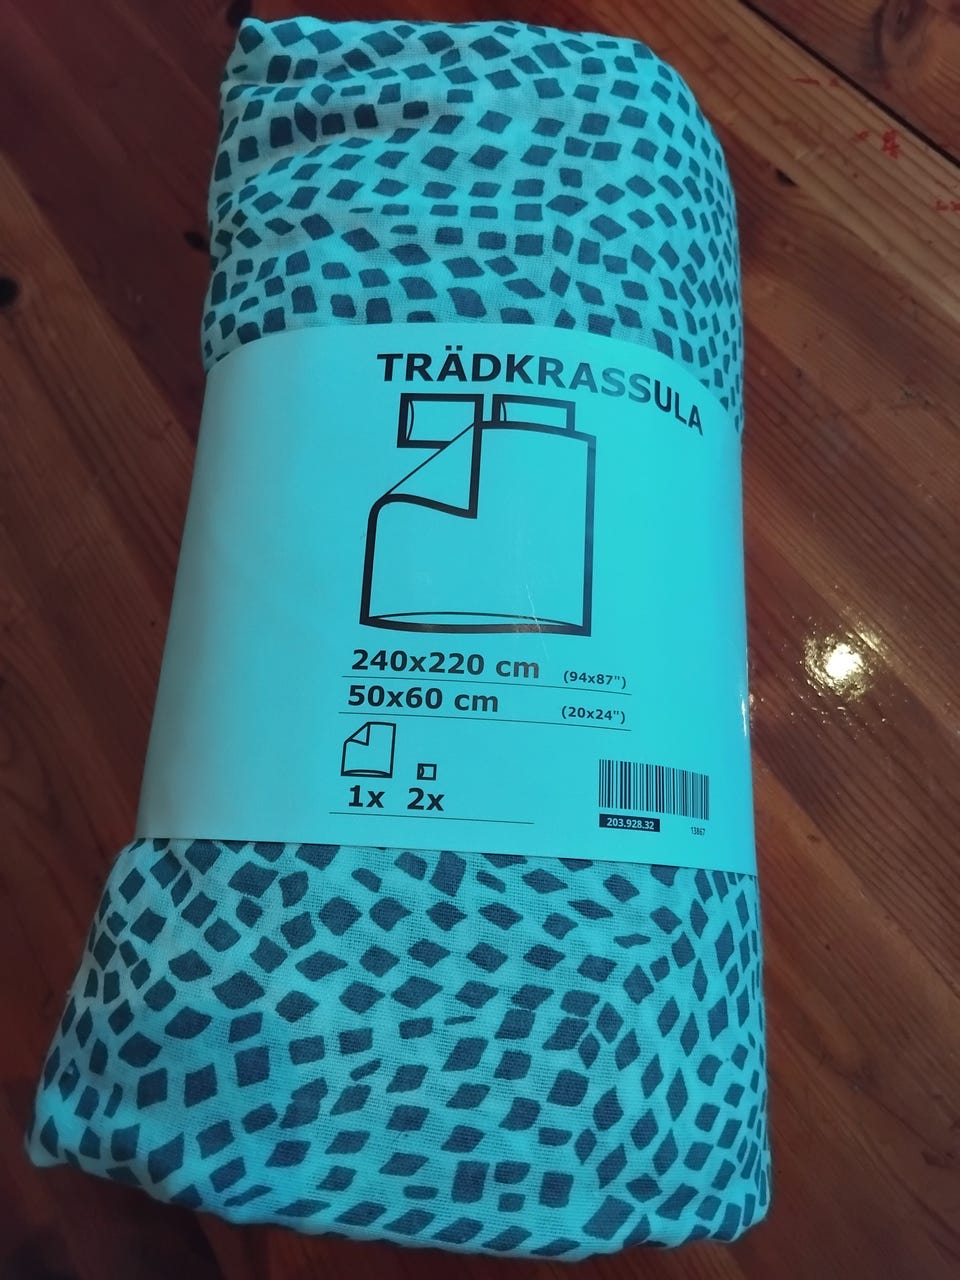 TRÄDKRASSULA
240x220 cm (94x87")
50x60 cm (20x24")
1x 2x
203.928.32 13867